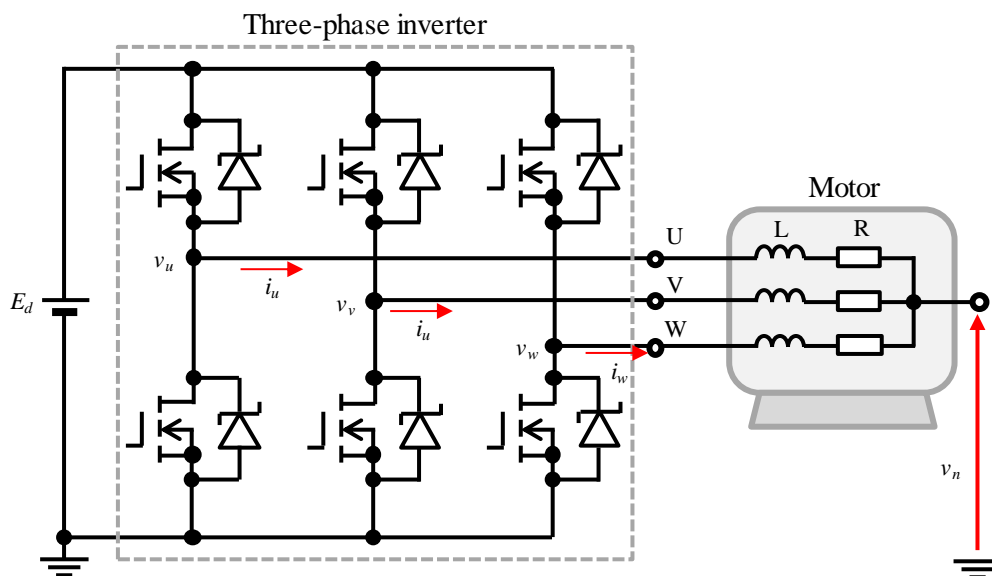 Three-phase inverter
Motor
L
R
U
v_u
i_u
E_d
V
v_v
i_u
W
v_w
i_w
v_n